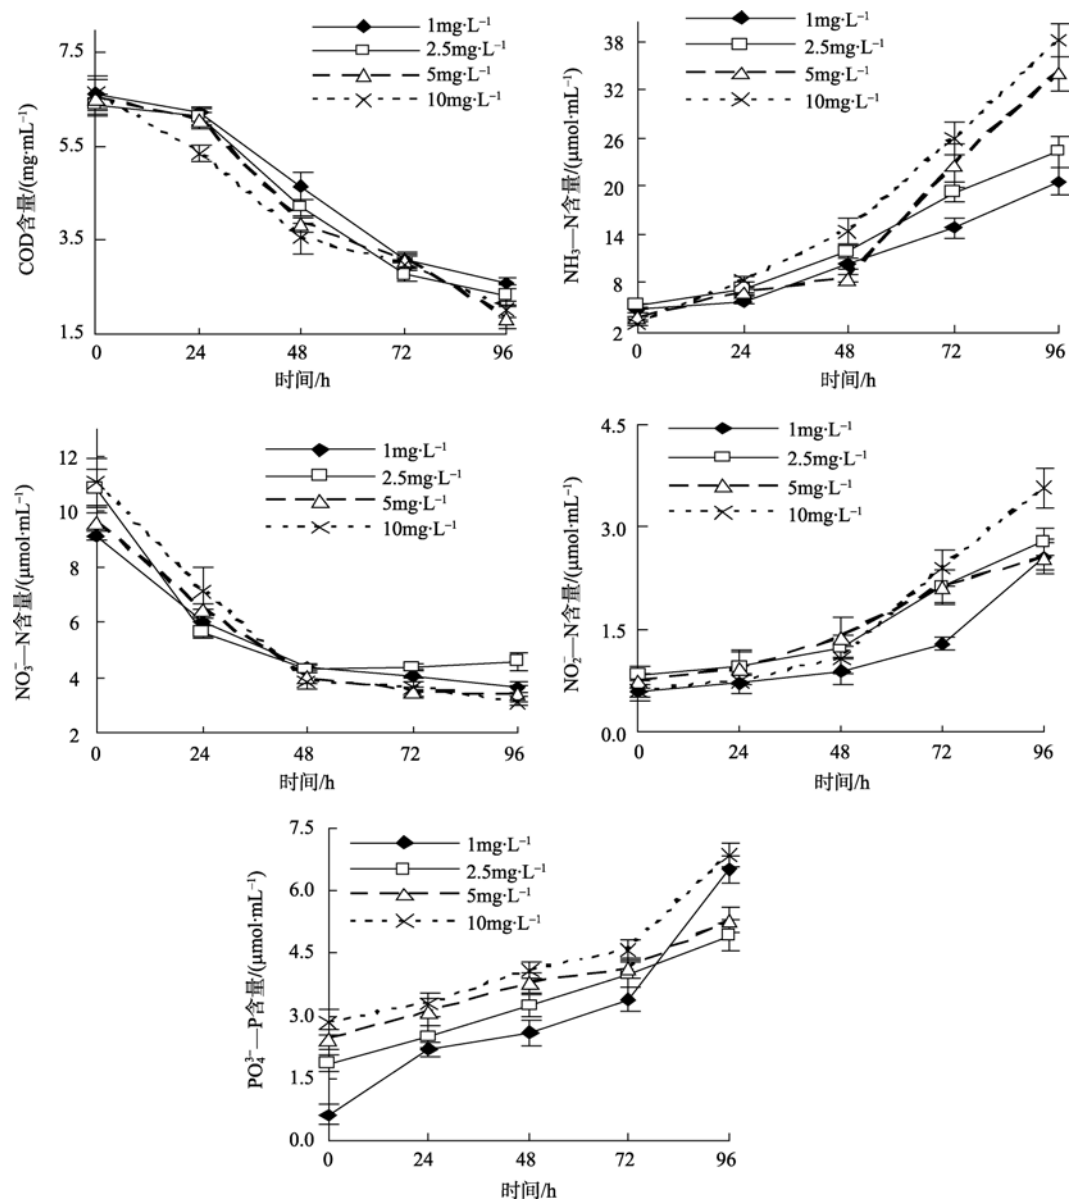 COD含量/(mg·mL⁻¹)
7.5
5.5
3.5
1.5
0 24 48 72 96
时间/h
1mg·L⁻¹
2.5mg·L⁻¹
5mg·L⁻¹
10mg·L⁻¹
NH₃—N含量/(μmol·mL⁻¹)
38
32
26
20
14
8
2
0 24 48 72 96
时间/h
1mg·L⁻¹
2.5mg·L⁻¹
5mg·L⁻¹
10mg·L⁻¹
NO₃⁻—N含量/(μmol·mL⁻¹)
12
10
8
6
4
2
0 24 48 72 96
时间/h
1mg·L⁻¹
2.5mg·L⁻¹
5mg·L⁻¹
10mg·L⁻¹
NO₂⁻—N含量/(μmol·mL⁻¹)
4.5
3.0
1.5
0.0
0 24 48 72 96
时间/h
1mg·L⁻¹
2.5mg·L⁻¹
5mg·L⁻¹
10mg·L⁻¹
PO₄³⁻—P含量/(μmol·mL⁻¹)
7.5
6.0
4.5
3.0
1.5
0.0
0 24 48 72 96
时间/h
1mg·L⁻¹
2.5mg·L⁻¹
5mg·L⁻¹
10mg·L⁻¹